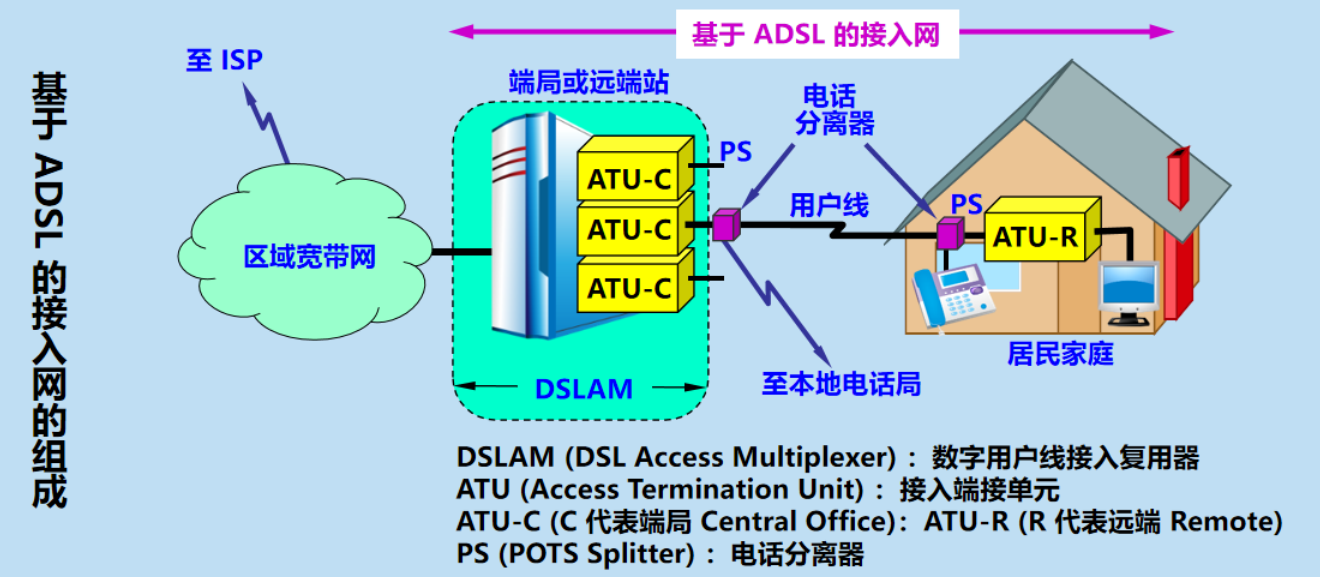 基于 ADSL 的接入网的组成
基于 ADSL 的接入网
至 ISP
端局或远端站
电话
分离器
PS
ATU-C
用户线
PS
区域宽带网
ATU-C
ATU-R
ATU-C
居民家庭
DSLAM
至本地电话局
DSLAM (DSL Access Multiplexer) ：数字用户线接入复用器
ATU (Access Termination Unit) ：接入端接单元
ATU-C (C 代表端局 Central Office)：ATU-R (R 代表远端 Remote)
PS (POTS Splitter) ：电话分离器